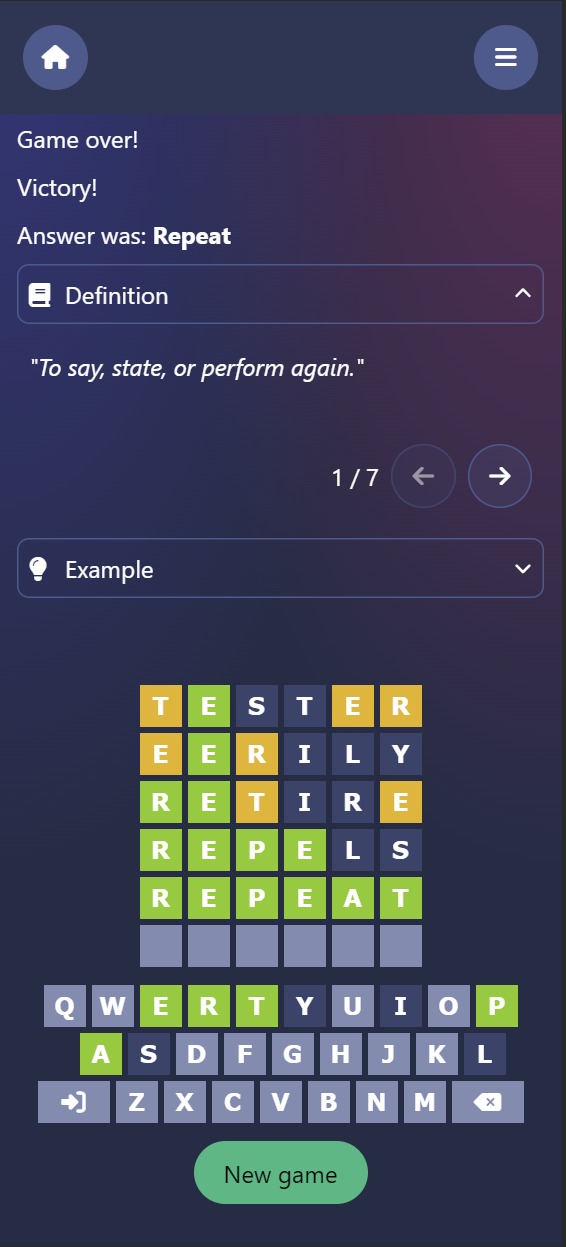 Game over!
Victory!
Answer was: Repeat
Definition
"To say, state, or perform again."
1 / 7
Example
T E S T E R
E E R I L Y
R E T I R E
R E P E L S
R E P E A T
Q W E R T Y U I O P
A S D F G H J K L
Z X C V B N M
New game